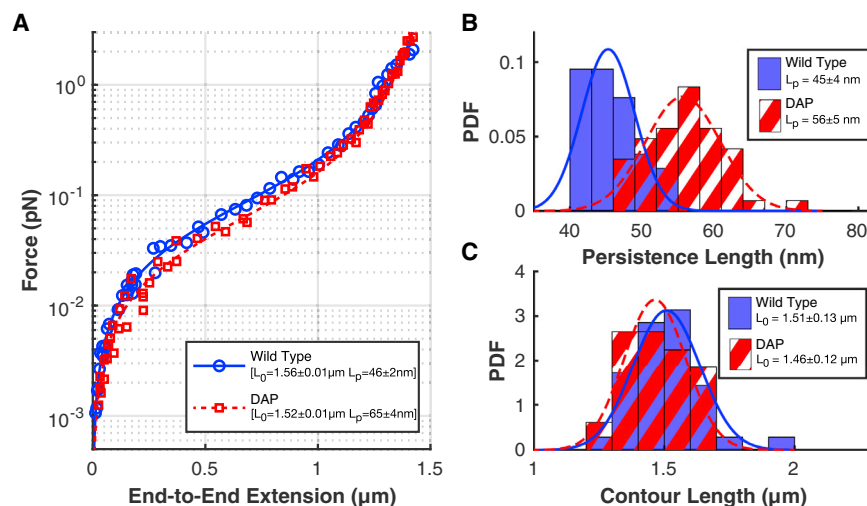 A
Force (pN)
10⁰
10⁻¹
10⁻²
10⁻³
0
0.5
1
1.5
End-to-End Extension (μm)
Wild Type
[L₀=1.56±0.01μm Lₚ=46±2nm]
DAP
[L₀=1.52±0.01μm Lₚ=65±4nm]
B
PDF
0.1
0.05
0
40
50
60
70
80
Persistence Length (nm)
Wild Type
Lₚ = 45±4 nm
DAP
Lₚ = 56±5 nm
C
PDF
4
3
2
1
0
1
1.5
2
Contour Length (μm)
Wild Type
L₀ = 1.51±0.13 μm
DAP
L₀ = 1.46±0.12 μm